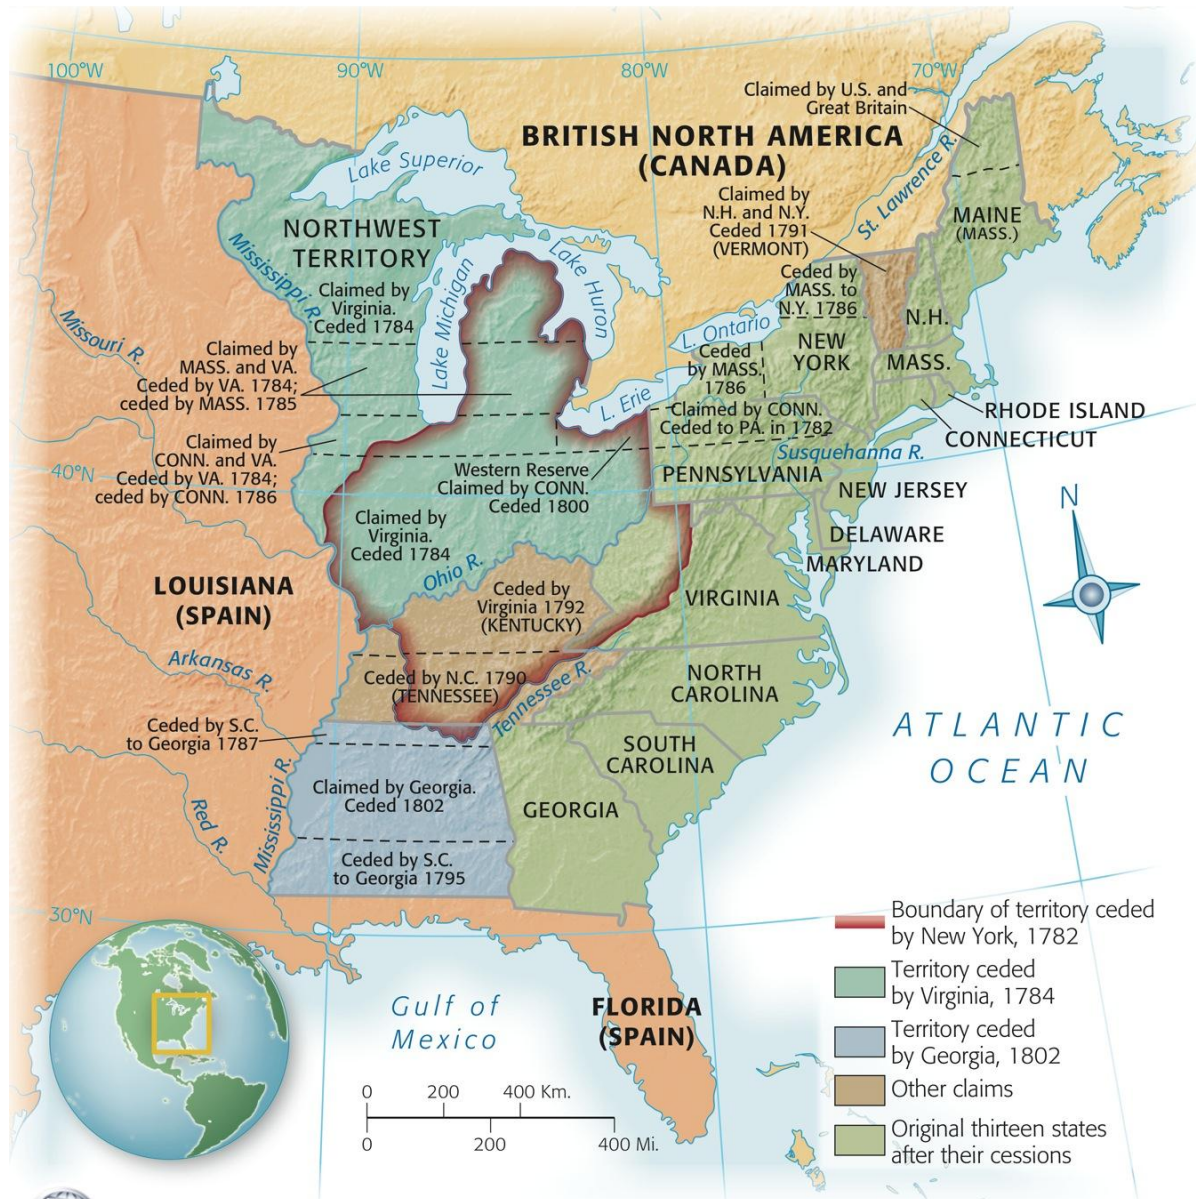 100°W
90°W
80°W
70°W
Claimed by U.S. and
Great Britain
BRITISH NORTH AMERICA
(CANADA)
Lake Superior
St. Lawrence R.
Claimed by
N.H. and N.Y.
Ceded 1791
(VERMONT)
MAINE
(MASS.)
NORTHWEST
TERRITORY
Mississippi R.
Lake Michigan
Lake Huron
Claimed by
Virginia.
Ceded 1784
Ceded by
MASS. to
N.Y. 1786
N.H.
L. Ontario
NEW
YORK
MASS.
Missouri R.
Claimed by
MASS. and VA.
Ceded by VA. 1784;
ceded by MASS. 1785
Ceded
by MASS.
1786
L. Erie
RHODE ISLAND
CONNECTICUT
Claimed by CONN.
Ceded to PA. in 1782
Susquehanna R.
Claimed by
CONN. and VA.
Ceded by VA. 1784;
ceded by CONN. 1786
40°N
Western Reserve
Claimed by CONN.
Ceded 1800
PENNSYLVANIA
NEW JERSEY
N
DELAWARE
MARYLAND
Claimed by
Virginia.
Ceded 1784
Ohio R.
LOUISIANA
(SPAIN)
Ceded by
Virginia 1792
(KENTUCKY)
VIRGINIA
Arkansas R.
Ceded by N.C. 1790
(TENNESSEE)
Tennessee R.
NORTH
CAROLINA
Ceded by S.C.
to Georgia 1787
SOUTH
CAROLINA
ATLANTIC
OCEAN
Mississippi R.
Red R.
Claimed by Georgia.
Ceded 1802
GEORGIA
Ceded by S.C.
to Georgia 1795
30°N
Gulf of
Mexico
FLORIDA
(SPAIN)
Boundary of territory ceded
by New York, 1782
Territory ceded
by Virginia, 1784
Territory ceded
by Georgia, 1802
Other claims
Original thirteen states
after their cessions
0 200 400 Km.
0 200 400 Mi.